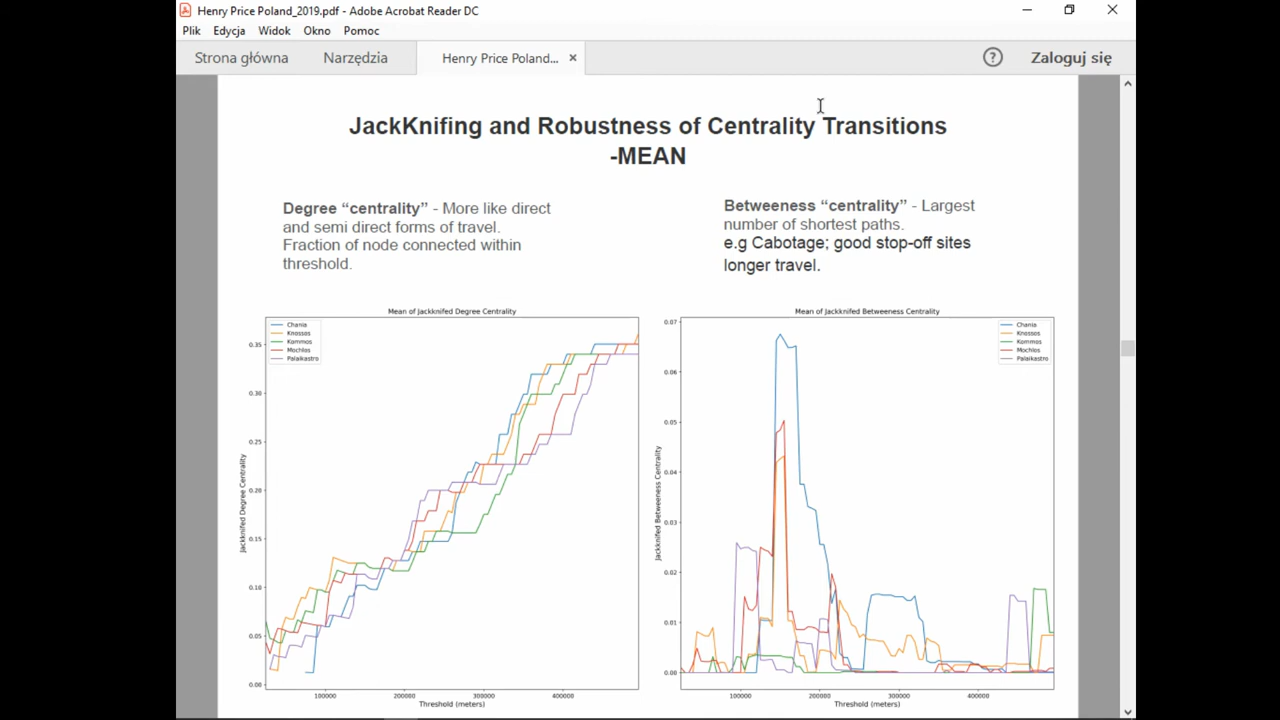 Henry Price Poland_2019.pdf - Adobe Acrobat Reader DC
Plik Edycja Widok Okno Pomoc
Strona główna Narzędzia Henry Price Poland... × ? Zaloguj się
JackKnifing and Robustness of Centrality Transitions
-MEAN
Degree “centrality” - More like direct
and semi direct forms of travel.
Fraction of node connected within
threshold.
Betweeness “centrality” - Largest
number of shortest paths.
e.g Cabotage; good stop-off sites
longer travel.
Mean of Jackknifed Degree Centrality
Chania
Knossos
Kommos
Mochlos
Palaikastro
Jackknifed Degree Centrality
0.35
0.30
0.25
0.20
0.15
0.10
0.05
0.00
100000 200000 300000 400000
Threshold (meters)
Mean of Jackknifed Betweeness Centrality
Chania
Knossos
Kommos
Mochlos
Palaikastro
Jackknifed Betweeness Centrality
0.07
0.06
0.05
0.04
0.03
0.02
0.01
0.00
100000 200000 300000 400000
Threshold (meters)